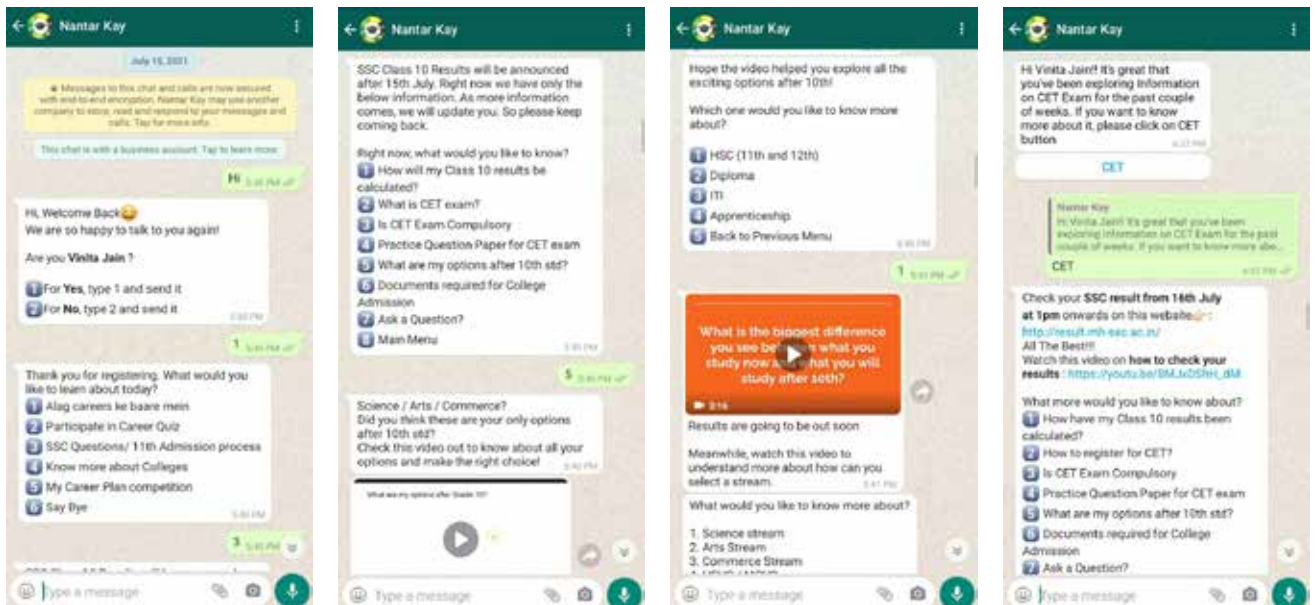 Nantar Kay
July 15, 2021
Messages to this chat and calls are now secured
with end-to-end encryption. Nantar Kay may use another
company to store, read and respond to your messages and
calls. Tap for more info.
This chat is with a business account. Tap to learn more.
Hi
Hi, Welcome Back😄
We are so happy to talk to you again!
Are you Vinita Jain ?
1 For Yes, type 1 and send it
2 For No, type 2 and send it
1
Thank you for registering. What would you
like to learn about today?
1 Alag careers ke baare mein
2 Participate in Career Quiz
3 SSC Questions/ 11th Admission process
4 Know more about Colleges
5 My Career Plan competition
6 Say Bye
3
Type a message
Nantar Kay
SSC Class 10 Results will be announced
after 15th July. Right now we have only the
below information. As more information
comes, we will update you. So please keep
coming back.
Right now, what would you like to know?
1 How will my Class 10 results be
calculated?
2 What is CET exam?
3 Is CET Exam Compulsory
4 Practice Question Paper for CET exam
5 What are my options after 10th std?
6 Documents required for College
Admission
7 Ask a Question?
8 Main Menu
5
Science / Arts / Commerce?
Did you think these are your only options
after 10th std?
Check this video out to know about all your
options and make the right choice!
What are my options after Grade 10?
Type a message
Nantar Kay
Hope the video helped you explore all the
exciting options after 10th!
Which one would you like to know more
about?
1 HSC (11th and 12th)
2 Diploma
3 ITI
4 Apprenticeship
5 Back to Previous Menu
1
What is the biggest difference
you see between what you
study now and what you will
study after 10th?
3:16
Results are going to be out soon
Meanwhile, watch this video to
understand more about how can you
select a stream.
What would you like to know more about?
1. Science stream
2. Arts Stream
3. Commerce Stream
Type a message
Nantar Kay
Hi Vinita Jain!! It's great that
you've been exploring information
on CET Exam for the past couple
of weeks. If you want to know
more about it, please click on CET
button
CET
Nantar Kay
Hi Vinita Jain!! It's great that you've been
exploring information on CET Exam for the past
couple of weeks. If you want to know more abo...
CET
Check your SSC result from 16th July
at 1pm onwards on this website👉 :
http://result.mh-ssc.ac.in/
All The Best!!!
Watch this video on how to check your
results :
What more would you like to know about?
1 How have my Class 10 results been
calculated?
2 How to register for CET?
3 Is CET Exam Compulsory
4 Practice Question Paper for CET exam
5 What are my options after 10th std?
6 Documents required for College
Admission
7 Ask a Question?
Type a message